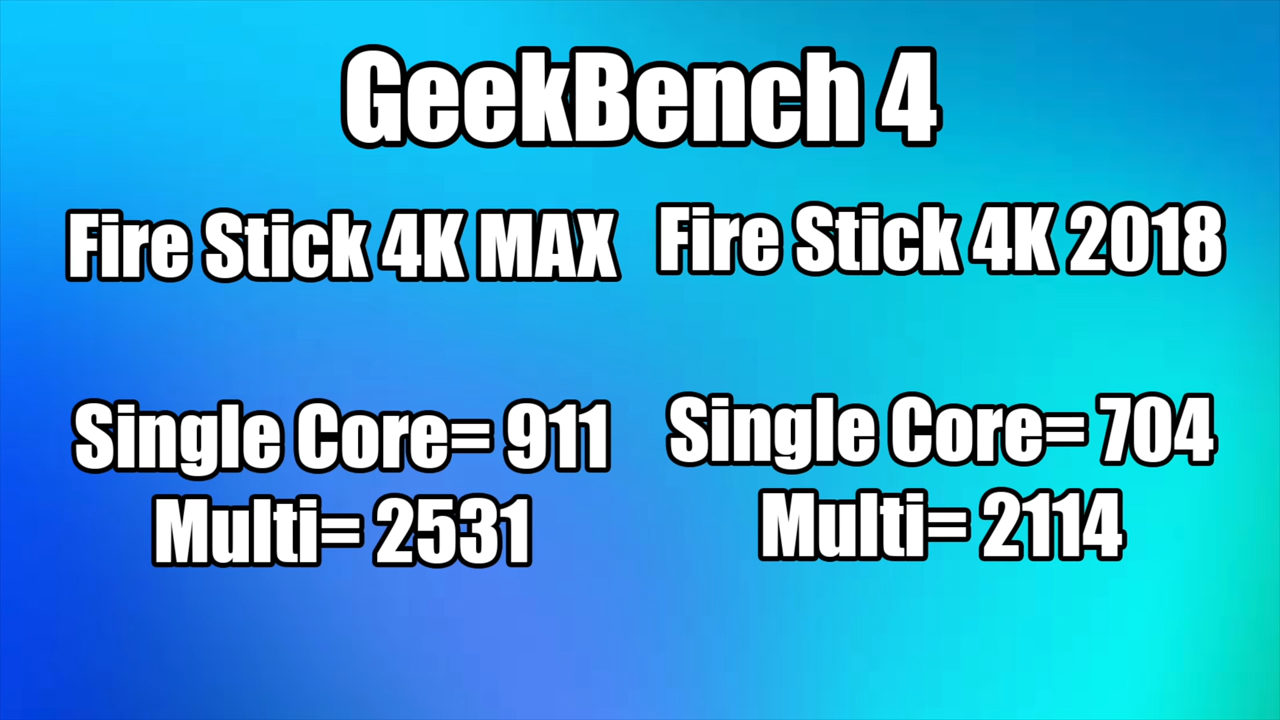 GeekBench 4
Fire Stick 4K MAX
Single Core= 911
Multi= 2531
Fire Stick 4K 2018
Single Core= 704
Multi= 2114